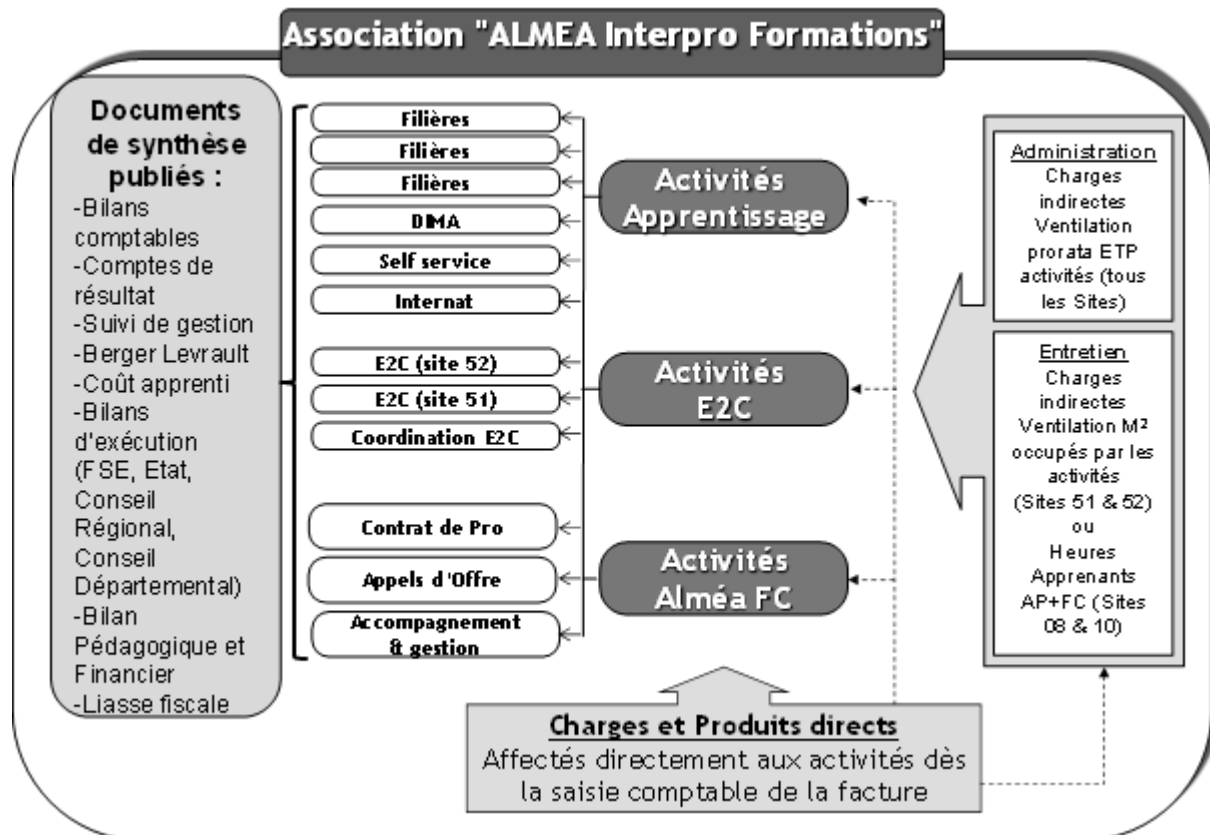 Association "ALMEA Interpro Formations"
Documents
de synthèse
publiés :
-Bilans
comptables
-Comptes de
résultat
-Suivi de gestion
-Berger Levrault
-Coût apprenti
-Bilans
d'exécution
(FSE, Etat,
Conseil
Régional,
Conseil
Départemental)
-Bilan
Pédagogique et
Financier
-Liasse fiscale
Filières
Filières
Filières
DIMA
Self service
Internat
E2C (site 52)
E2C (site 51)
Coordination E2C
Contrat de Pro
Appels d'Offre
Accompagnement
& gestion
Activités
Apprentissage
Activités
E2C
Activités
Alméa FC
Administration
Charges
indirectes
Ventilation
prorata ETP
activités (tous
les Sites)
Entretien
Charges
indirectes
Ventilation M²
occupés par les
activités
(Sites 51 & 52)
ou
Heures
Apprenants
AP+FC (Sites
08 & 10)
Charges et Produits directs
Affectés directement aux activités dès
la saisie comptable de la facture